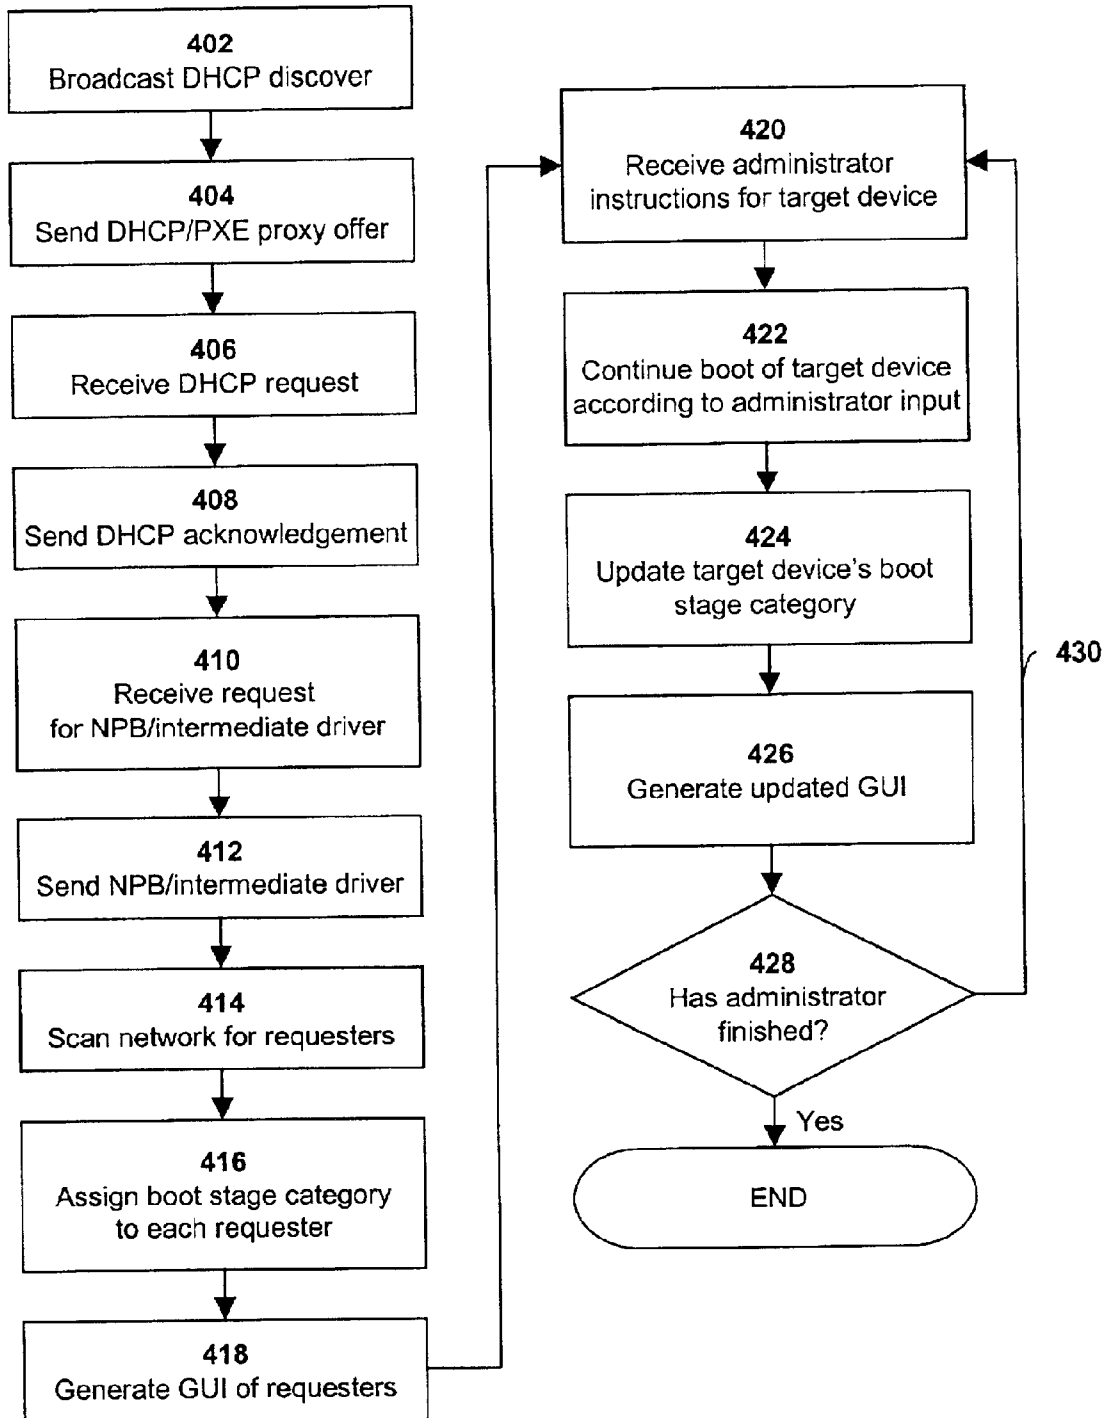 402
Broadcast DHCP discover
404
Send DHCP/PXE proxy offer
406
Receive DHCP request
408
Send DHCP acknowledgement
410
Receive request
for NPB/intermediate driver
412
Send NPB/intermediate driver
414
Scan network for requesters
416
Assign boot stage category
to each requester
418
Generate GUI of requesters
420
Receive administrator
instructions for target device
422
Continue boot of target device
according to administrator input
424
Update target device's boot
stage category
426
Generate updated GUI
428
Has administrator
finished?
430
Yes
END